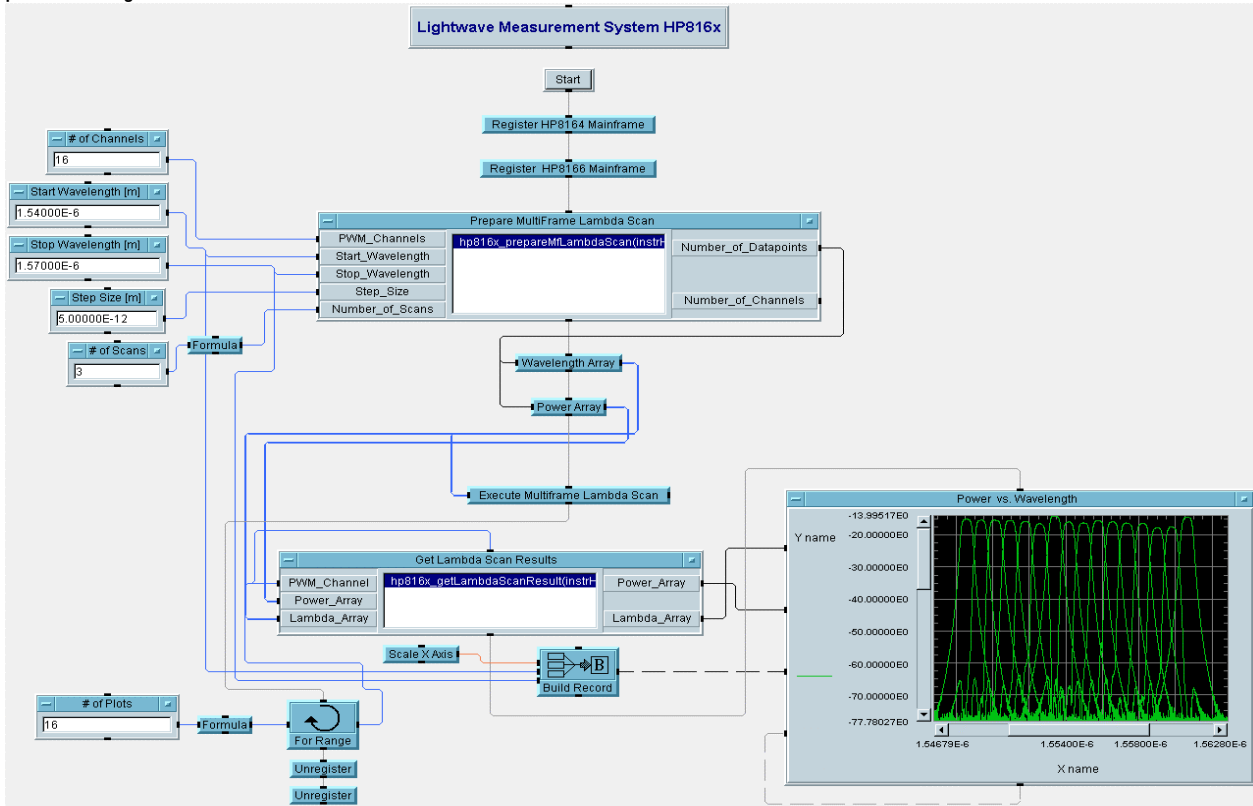 Lightwave Measurement System HP816x
Start
Register HP8164 Mainframe
Register HP8166 Mainframe
# of Channels
16
Start Wavelength [m]
1.54000E-6
Stop Wavelength [m]
1.57000E-6
Step Size [m]
5.00000E-12
# of Scans
3
Formula
Prepare MultiFrame Lambda Scan
PWM_Channels
Start_Wavelength
Stop_Wavelength
Step_Size
Number_of_Scans
hp816x_prepareMfLambdaScan(instrH
Number_of_Datapoints
Number_of_Channels
Wavelength Array
Power Array
Execute Multiframe Lambda Scan
Get Lambda Scan Results
PWM_Channel
Power_Array
Lambda_Array
hp816x_getLambdaScanResult(instrH
Power_Array
Lambda_Array
Scale X Axis
B
Build Record
# of Plots
16
Formula
For Range
Unregister
Unregister
Power vs. Wavelength
Y name
-13.99517E0
-20.00000E0
-30.00000E0
-40.00000E0
-50.00000E0
-60.00000E0
-70.00000E0
-77.78027E0
1.54679E-6 1.55400E-6 1.55800E-6 1.56280E-6
X name